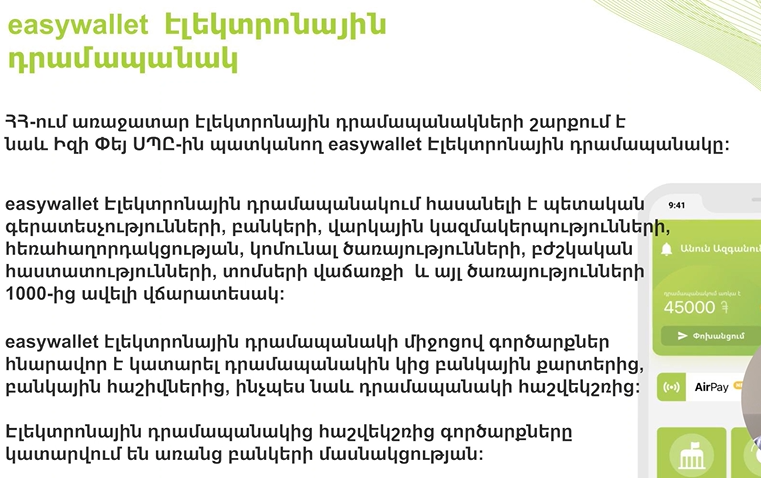 easywallet էլեկտրոնային
դրամապանակ
ՀՀ-ում առաջատար էլեկտրոնային դրամապանակների շարքում է
նաև Իզի Փեյ ՍՊԸ-ին պատկանող easywallet էլեկտրոնային դրամապանակը:
easywallet էլեկտրոնային դրամապանակում հասանելի է պետական
գերատեսչությունների, բանկերի, վարկային կազմակերպությունների,
հեռահաղորդակցության, կոմունալ ծառայությունների, բժշկական
հաստատությունների, տոմսերի վաճառքի և այլ ծառայությունների
1000-ից ավելի վճարատեսակ:
easywallet էլեկտրոնային դրամապանակի միջոցով գործարքներ
հնարավոր է կատարել դրամապանակին կից բանկային քարտերից,
բանկային հաշիվներից, ինչպես նաև դրամապանակի հաշվեկշռից:
Էլեկտրոնային դրամապանակից հաշվեկշռից գործարքները
կատարվում են առանց բանկերի մասնակցության:
9:41
Անուն Ազգանուն
դրամապանակում առկա է
45000 ֏
Փոխանցում
AirPay